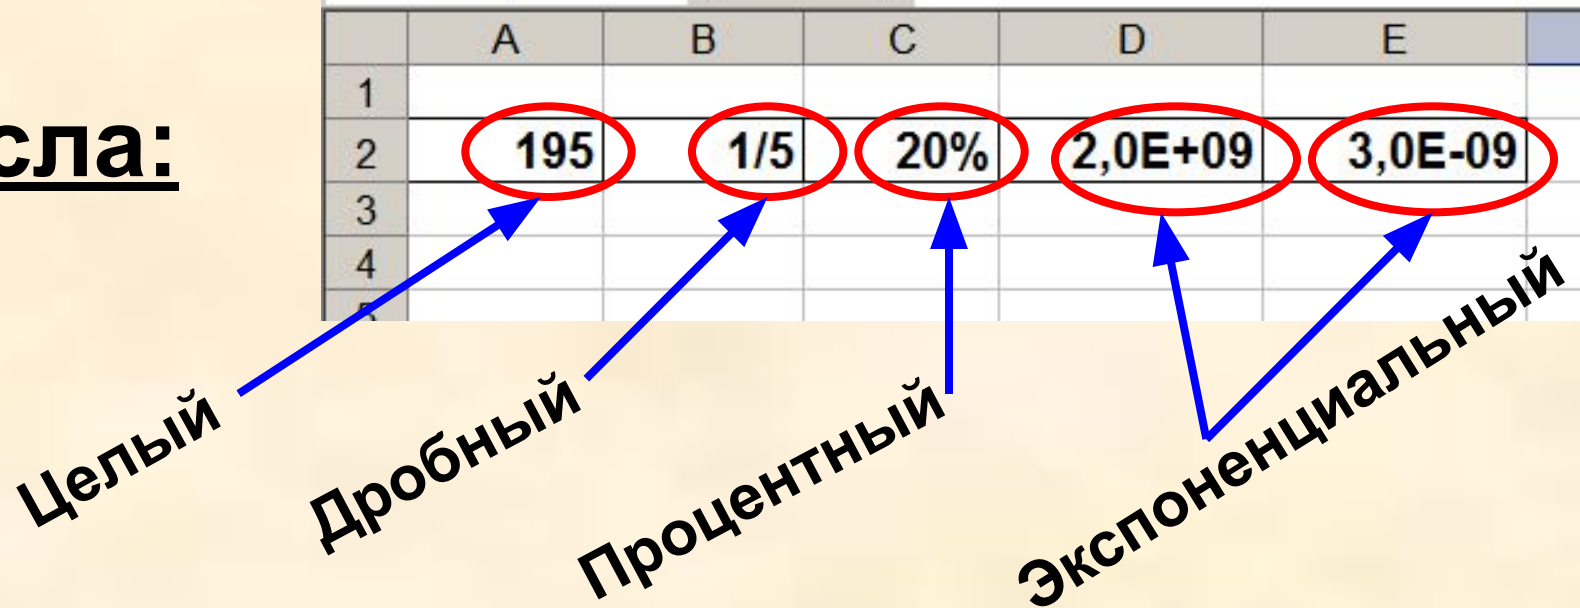 A B C D E
1
сла:
2 195 1/5 20% 2,0E+09 3,0E-09
3
4
5
Целый Дробный Процентный Экспоненциальный